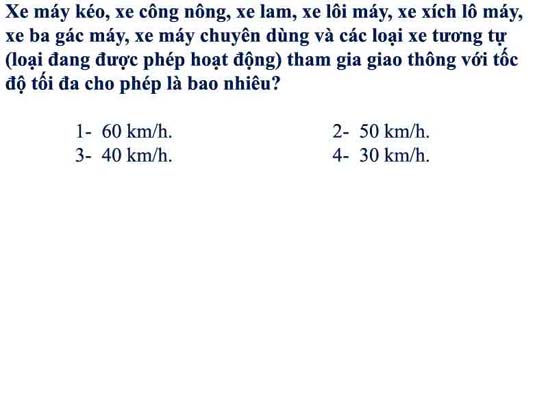 Xe máy kéo, xe công nông, xe lam, xe lôi máy, xe xích lô máy,
xe ba gác máy, xe máy chuyên dùng và các loại xe tương tự
(loại đang được phép hoạt động) tham gia giao thông với tốc
độ tối đa cho phép là bao nhiêu?
1- 60 km/h. 2- 50 km/h.
3- 40 km/h. 4- 30 km/h.